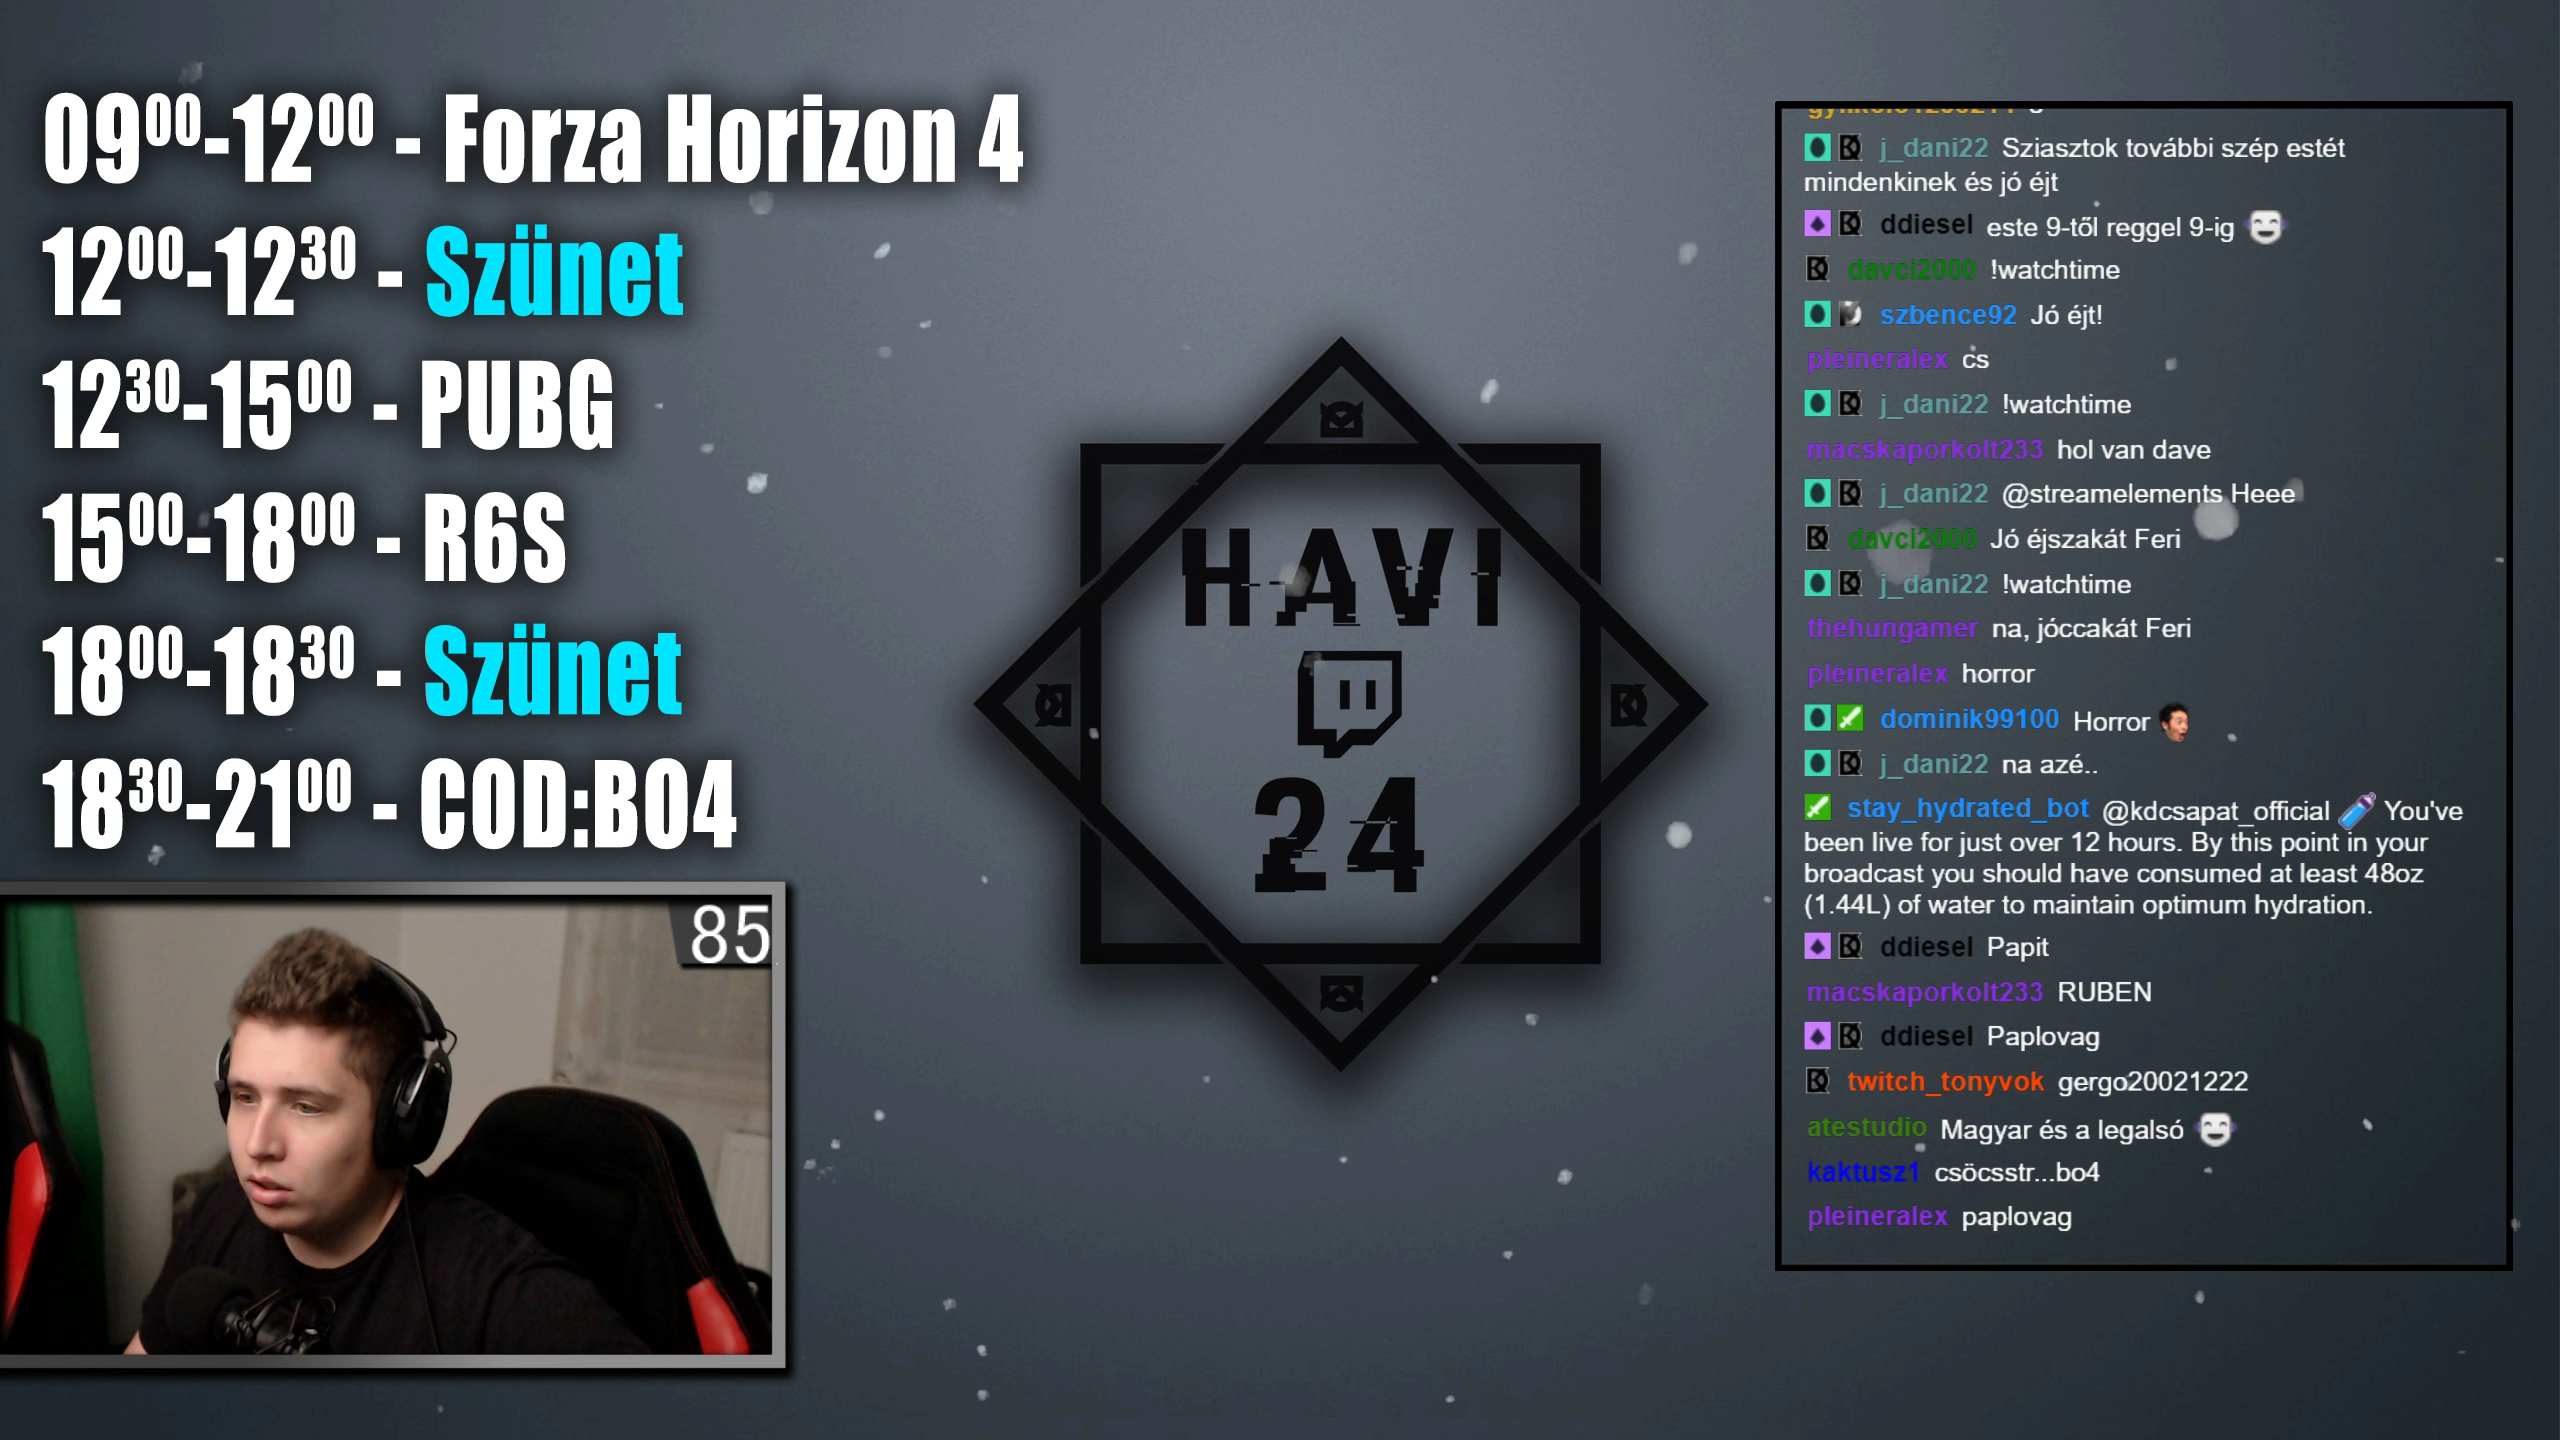 09⁰⁰-12⁰⁰ - Forza Horizon 4
12⁰⁰-12³⁰ - Szünet
12³⁰-15⁰⁰ - PUBG
15⁰⁰-18⁰⁰ - R6S
18⁰⁰-18³⁰ - Szünet
18³⁰-21⁰⁰ - COD:BO4
85
HAVI
24
j_dani22 Sziasztok további szép estét
mindenkinek és jó éjt
ddiesel este 9-től reggel 9-ig
davci2000 !watchtime
szbence92 Jó éjt!
pleineralex cs
j_dani22 !watchtime
macskaporkolt233 hol van dave
j_dani22 @streamelements Heee
davci2000 Jó éjszakát Feri
j_dani22 !watchtime
thehungamer na, jóccakát Feri
pleineralex horror
dominik99100 Horror
j_dani22 na azé..
stay_hydrated_bot @kdcsapat_official You've
been live for just over 12 hours. By this point in your
broadcast you should have consumed at least 48oz
(1.44L) of water to maintain optimum hydration.
ddiesel Papit
macskaporkolt233 RUBEN
ddiesel Paplovag
twitch_tonyvok gergo20021222
atestudio Magyar és a legalsó
kaktusz1 csöcsstr...bo4
pleineralex paplovag